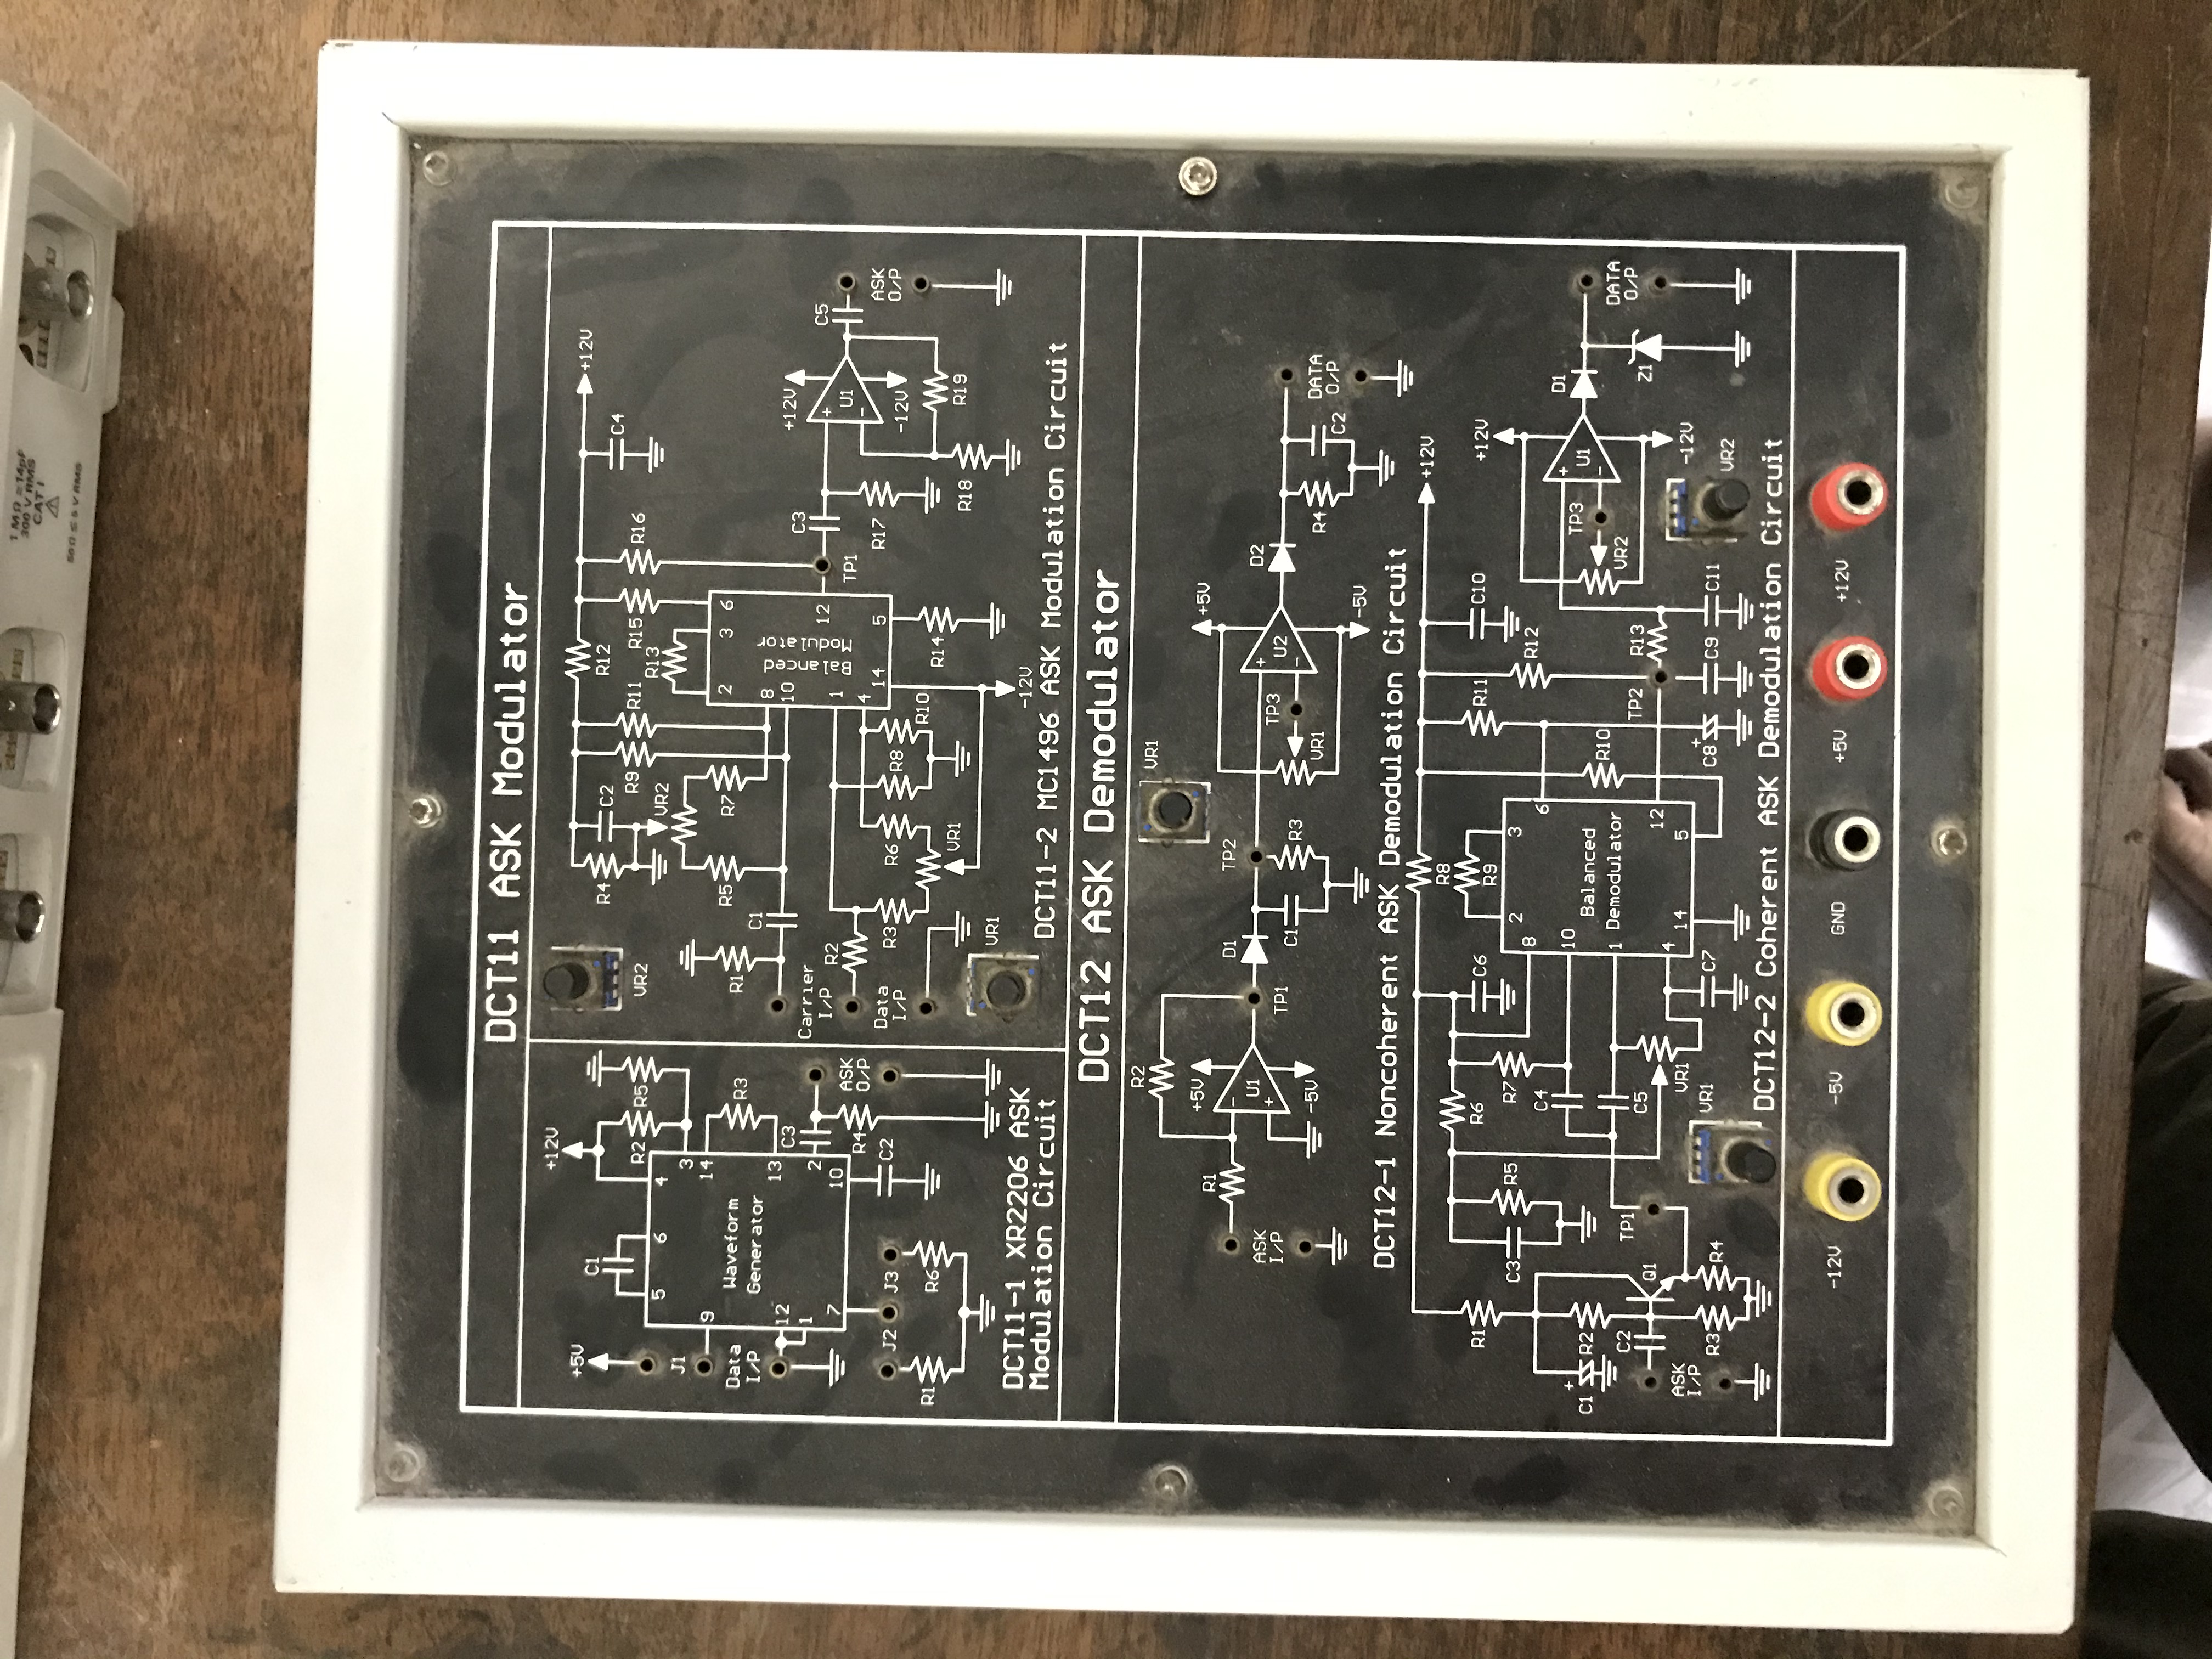 1 MΩ ≅ 14pF
300 V RMS
CAT I
50Ω ≤ 5 V RMS
DCT11 ASK Modulator
+5V
+12V
C1
R2
R5
5
6
4
3
J1
9
14
Waveform
Generator
R3
Data
I/P
13
12
1
C3
2
7
10
R4
ASK
O/P
J2
J3
C2
R1
R6
DCT11-1 XR2206 ASK
Modulation Circuit
VR2
R4
C2
R9
R11
R12
+12V
C4
R15
R16
R13
VR2
R1
R5
R7
C1
2
3
6
8
10
Balanced
Modulator
Carrier
I/P
R2
1
12
TP1
C3
+12V
+
U1
-
-12V
C5
ASK
O/P
4
14
5
Data
I/P
R3
R6
R8
R10
R14
R17
R18
R19
VR1
VR1
-12V
DCT11-2 MC1496 ASK Modulation Circuit
DCT12 ASK Demodulator
R2
VR1
R1
+5V
-
U1
+
-5V
ASK
I/P
TP1
D1
TP2
C1
R3
+5V
TP3
VR1
+
U2
-
-5V
D2
R4
C2
DATA
O/P
DCT12-1 Noncoherent ASK Demodulation Circuit
+12V
R1
R6
C6
R8
R9
R11
C10
C3
R5
R7
2
3
8
6
R12
+12V
C4
10
Balanced
Demodulator
R10
C1
+
R2
C2
Q1
TP1
C5
1
12
TP2
R13
TP3
VR2
+
U1
-
-12V
D1
Z1
DATA
O/P
ASK
I/P
VR1
4
14
5
R3
R4
VR1
C7
C8
+
C9
C11
VR2
DCT12-2 Coherent ASK Demodulation Circuit
-12V
-5V
GND
+5V
+12V